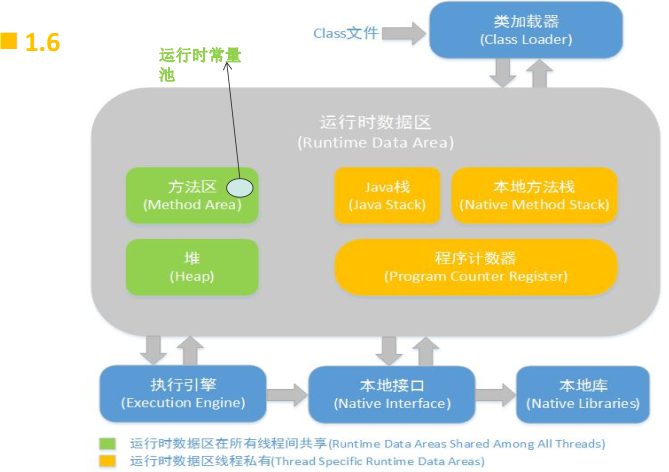 1.6
Class文件
类加载器
(Class Loader)
运行时常量
池
运行时数据区
(Runtime Data Area)
方法区
(Method Area)
Java栈
(Java Stack)
本地方法栈
(Native Method Stack)
堆
(Heap)
程序计数器
(Program Counter Register)
执行引擎
(Execution Engine)
本地接口
(Native Interface)
本地库
(Native Libraries)
运行时数据区在所有线程间共享(Runtime Data Areas Shared Among All Threads)
运行时数据区线程私有(Thread Specific Runtime Data Areas)